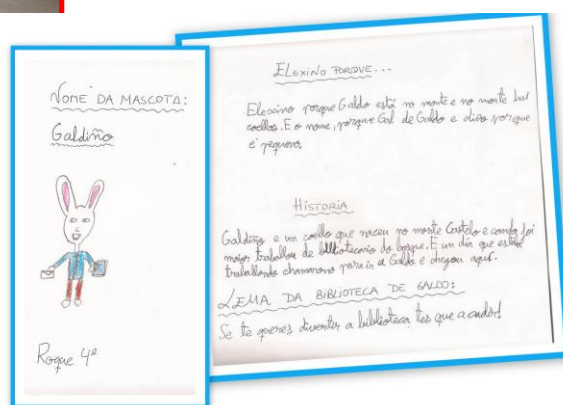 NOME DA MASCOTA:
Galdiño
Roque 4º
ELEXINO PORQUE...
Elexino porque Galdo está no monte e no monte hai
coellos. E o nome, porque Gal de Galdo e diño porque
é pequeno.
HISTORIA
Galdiño e un coello que naceu no monte Castelo e cando foi
maior traballou de bibliotecario do bosque. E un día que estaba
traballando chamarono para ir a Galdo e chegou aquí.
LEMA DA BIBLIOTECA DE GALDO:
Se te queres divertir a biblioteca tes que acudir!